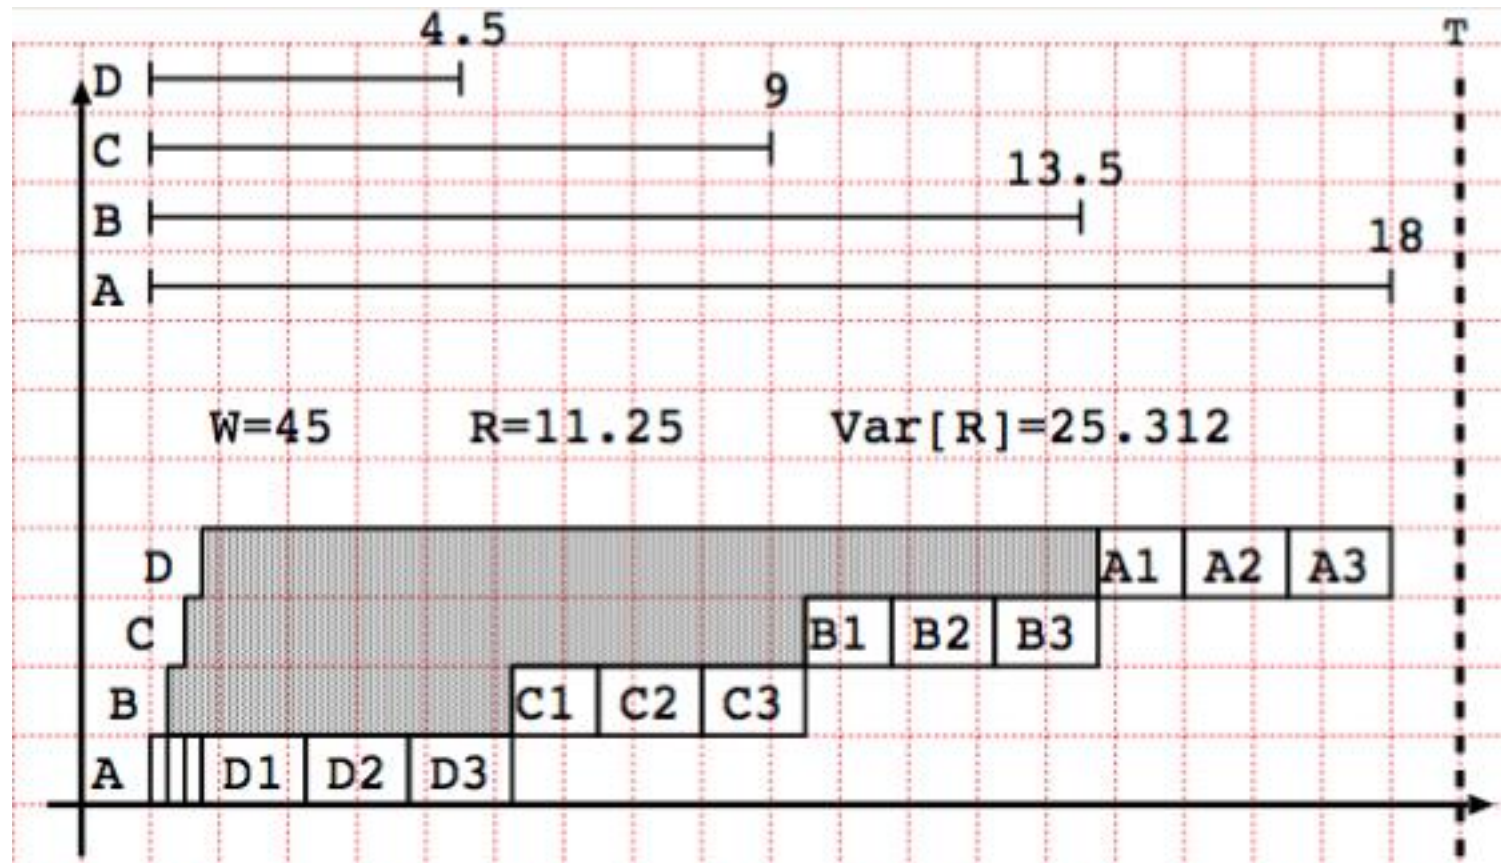 T
4.5
D
9
C
13.5
B
18
A
W=45 R=11.25 Var[R]=25.312
D A1 A2 A3
C B1 B2 B3
B C1 C2 C3
A D1 D2 D3